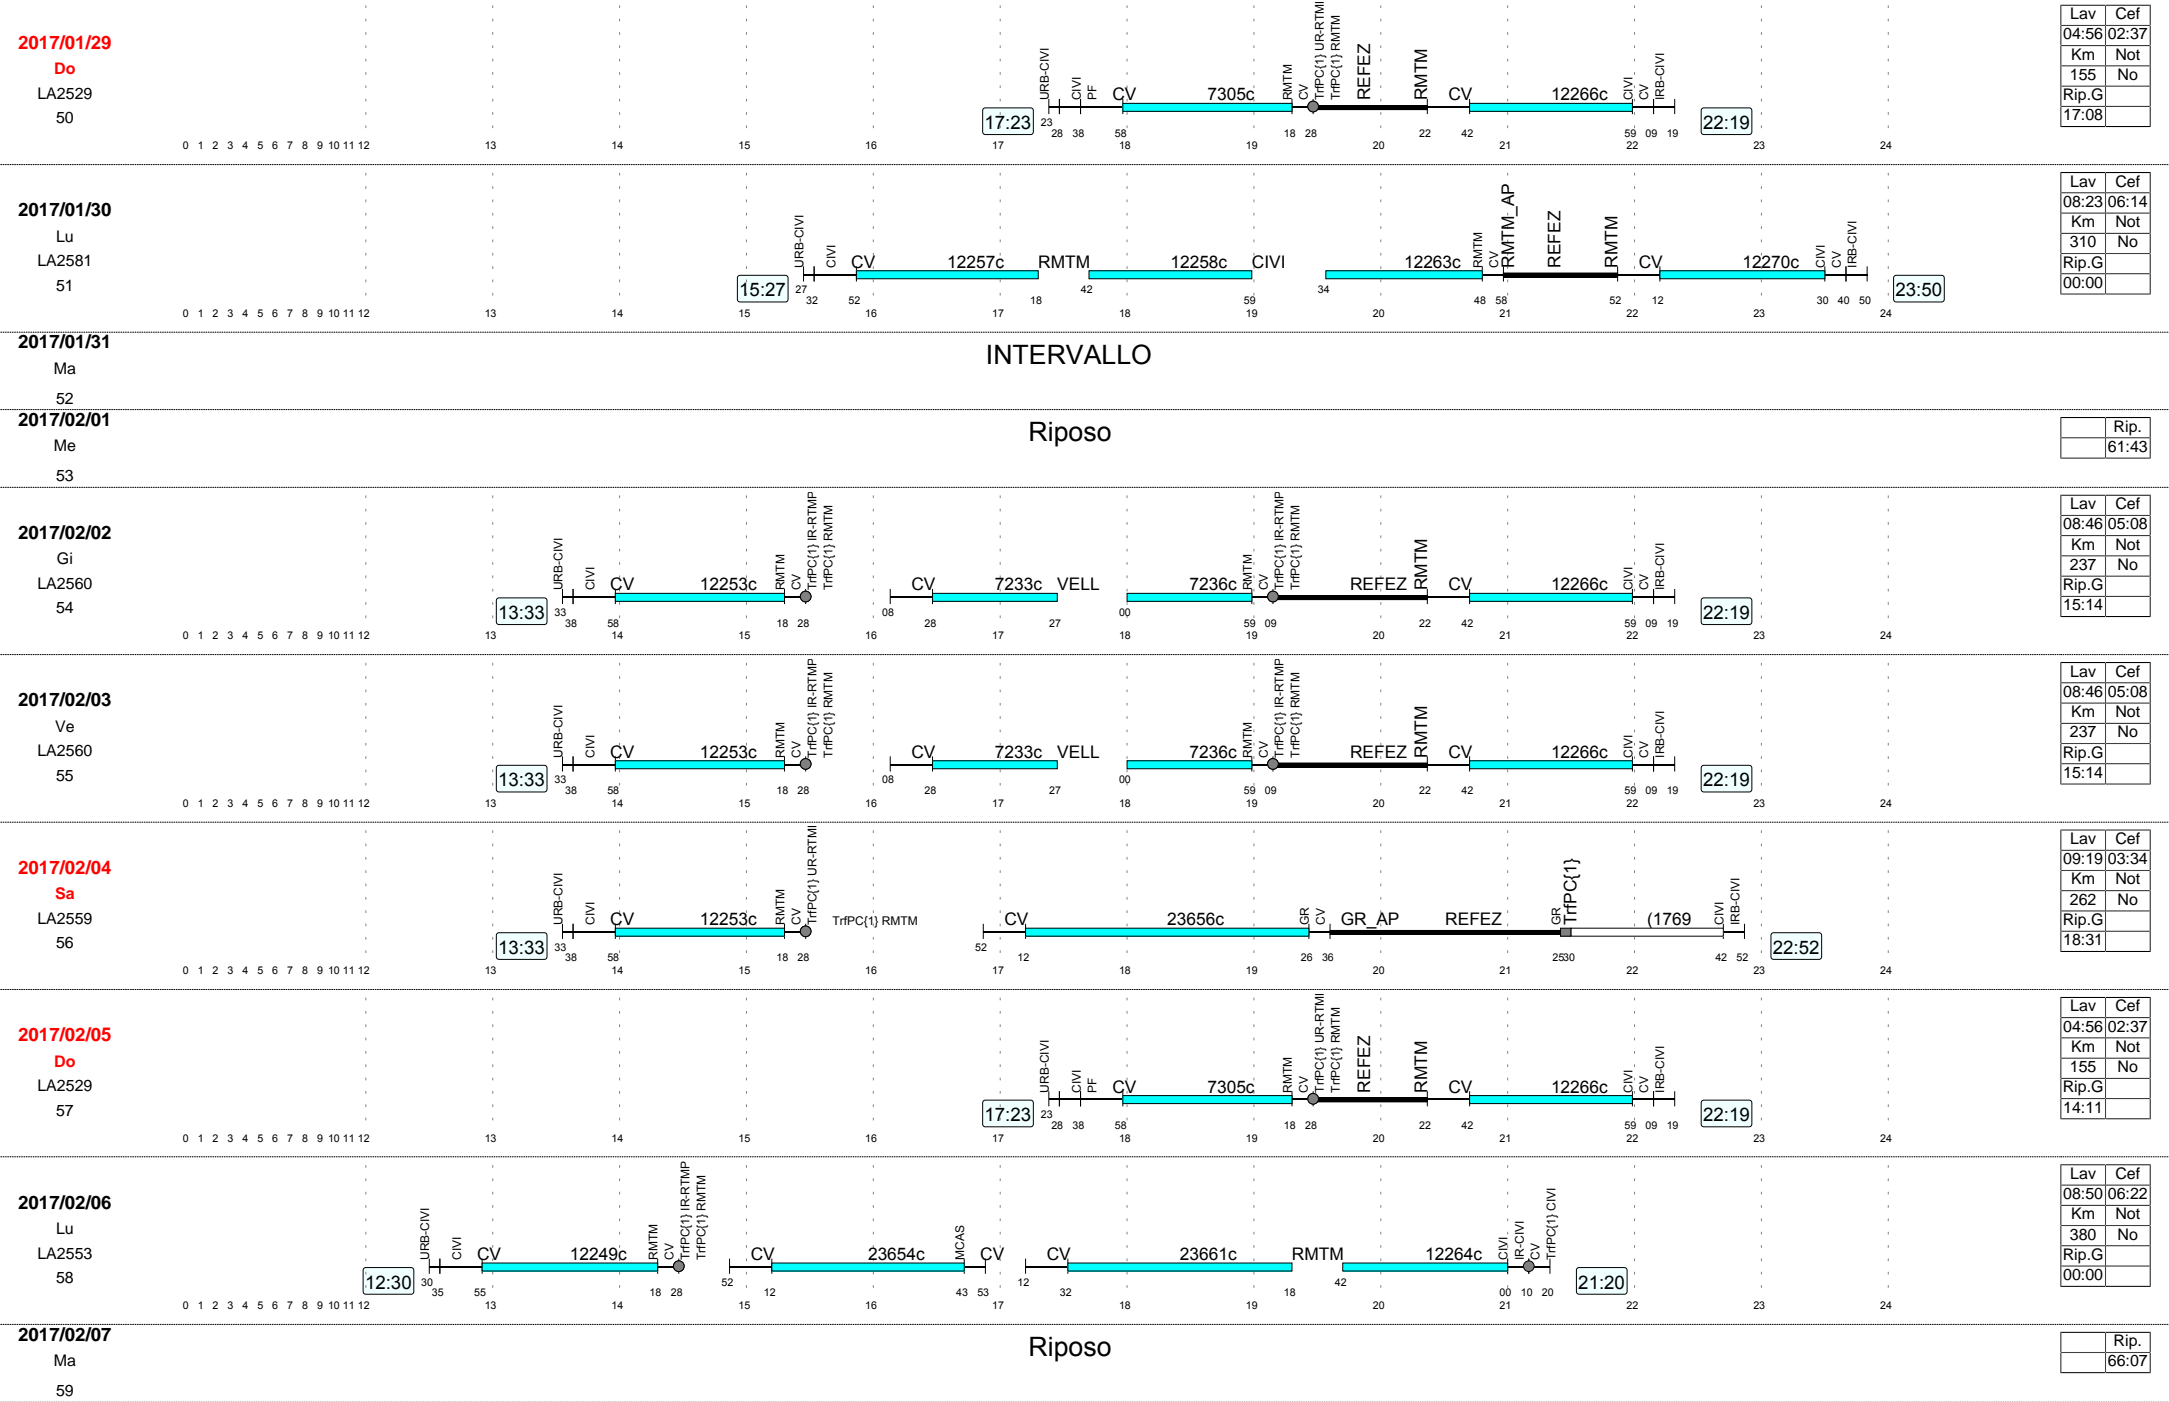 2017/01/29
Do
LA2529
50
17:23
URB-CIVI CIVI PF CV 7305c RMTM CV TrfPC{1} UR-RTMI TrfPC{1} RMTM REFEZ RMTM CV 12266c CIVI CV IRB-CIVI
23 28 38 58 18 28 22 42 59 09 19
22:19
0 1 2 3 4 5 6 7 8 9 10 11 12 13 14 15 16 17 18 19 20 21 22 23 24
Lav Cef
04:56 02:37
Km Not
155 No
Rip.G
17:08
2017/01/30
Lu
LA2581
51
15:27
URB-CIVI CIVI CV 12257c RMTM 12258c CIVI 12263c RMTM CV RMTM_AP REFEZ RMTM CV 12270c CIVI CV IRB-CIVI
27 32 52 18 42 59 34 48 58 52 12 30 40 50
23:50
0 1 2 3 4 5 6 7 8 9 10 11 12 13 14 15 16 17 18 19 20 21 22 23 24
Lav Cef
08:23 06:14
Km Not
310 No
Rip.G
00:00
2017/01/31
Ma
52
INTERVALLO
2017/02/01
Me
53
Riposo
Rip.
61:43
2017/02/02
Gi
LA2560
54
13:33
URB-CIVI CIVI CV 12253c RMTM CV TrfPC{1} IR-RTMP TrfPC{1} RMTM CV 7233c VELL 7236c RMTM CV TrfPC{1} IR-RTMP TrfPC{1} RMTM REFEZ RMTM CV 12266c CIVI CV IRB-CIVI
33 38 58 18 28 08 28 27 00 59 09 22 42 59 09 19
22:19
0 1 2 3 4 5 6 7 8 9 10 11 12 13 14 15 16 17 18 19 20 21 22 23 24
Lav Cef
08:46 05:08
Km Not
237 No
Rip.G
15:14
2017/02/03
Ve
LA2560
55
13:33
URB-CIVI CIVI CV 12253c RMTM CV TrfPC{1} IR-RTMP TrfPC{1} RMTM CV 7233c VELL 7236c RMTM CV TrfPC{1} IR-RTMP TrfPC{1} RMTM REFEZ RMTM CV 12266c CIVI CV IRB-CIVI
33 38 58 18 28 08 28 27 00 59 09 22 42 59 09 19
22:19
0 1 2 3 4 5 6 7 8 9 10 11 12 13 14 15 16 17 18 19 20 21 22 23 24
Lav Cef
08:46 05:08
Km Not
237 No
Rip.G
15:14
2017/02/04
Sa
LA2559
56
13:33
URB-CIVI CIVI CV 12253c RMTM CV TrfPC{1} UR-RTMI TrfPC{1} RMTM CV 23656c GR CV GR_AP REFEZ GR TrfPC{1} (1769 CIVI IRB-CIVI
33 38 58 18 28 52 12 26 36 25 30 42 52
22:52
0 1 2 3 4 5 6 7 8 9 10 11 12 13 14 15 16 17 18 19 20 21 22 23 24
Lav Cef
09:19 03:34
Km Not
262 No
Rip.G
18:31
2017/02/05
Do
LA2529
57
17:23
URB-CIVI CIVI PF CV 7305c RMTM CV TrfPC{1} UR-RTMI TrfPC{1} RMTM REFEZ RMTM CV 12266c CIVI CV IRB-CIVI
23 28 38 58 18 28 22 42 59 09 19
22:19
0 1 2 3 4 5 6 7 8 9 10 11 12 13 14 15 16 17 18 19 20 21 22 23 24
Lav Cef
04:56 02:37
Km Not
155 No
Rip.G
14:11
2017/02/06
Lu
LA2553
58
12:30
URB-CIVI CIVI CV 12249c RMTM CV TrfPC{1} IR-RTMP TrfPC{1} RMTM CV 23654c MCAS CV CV 23661c RMTM 12264c CIVI IR-CIVI CV TrfPC{1} CIVI
30 35 55 18 28 52 12 43 53 12 32 18 42 00 10 20
21:20
0 1 2 3 4 5 6 7 8 9 10 11 12 13 14 15 16 17 18 19 20 21 22 23 24
Lav Cef
08:50 06:22
Km Not
380 No
Rip.G
00:00
2017/02/07
Ma
59
Riposo
Rip.
66:07